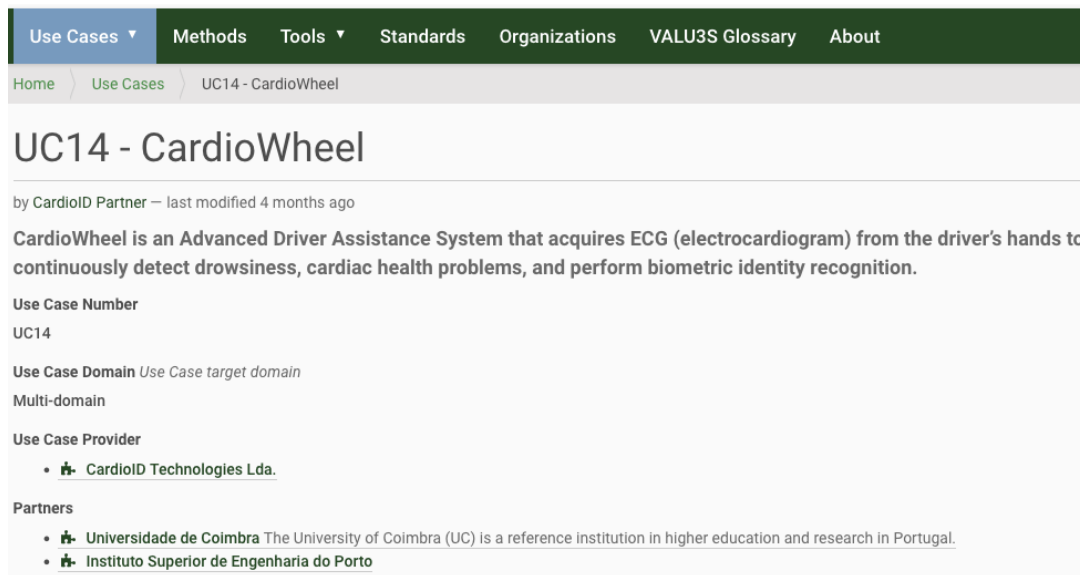 Use Cases ▼ Methods Tools ▼ Standards Organizations VALU3S Glossary About
Home Use Cases UC14 - CardioWheel
UC14 - CardioWheel
by CardioID Partner — last modified 4 months ago
CardioWheel is an Advanced Driver Assistance System that acquires ECG (electrocardiogram) from the driver’s hands to
continuously detect drowsiness, cardiac health problems, and perform biometric identity recognition.
Use Case Number
UC14
Use Case Domain Use Case target domain
Multi-domain
Use Case Provider
• CardioID Technologies Lda.
Partners
• Universidade de Coimbra The University of Coimbra (UC) is a reference institution in higher education and research in Portugal.
• Instituto Superior de Engenharia do Porto